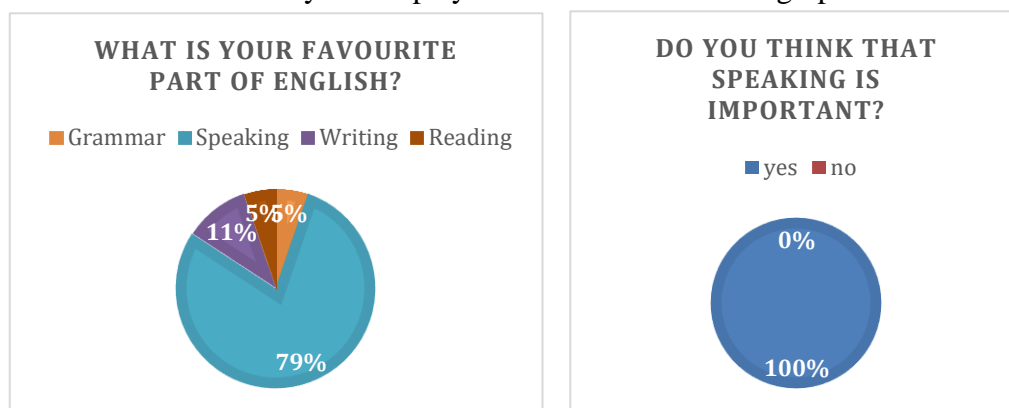 WHAT IS YOUR FAVOURITE
PART OF ENGLISH?
Grammar Speaking Writing Reading
5%
5%
11%
79%
DO YOU THINK THAT
SPEAKING IS
IMPORTANT?
yes no
0%
100%